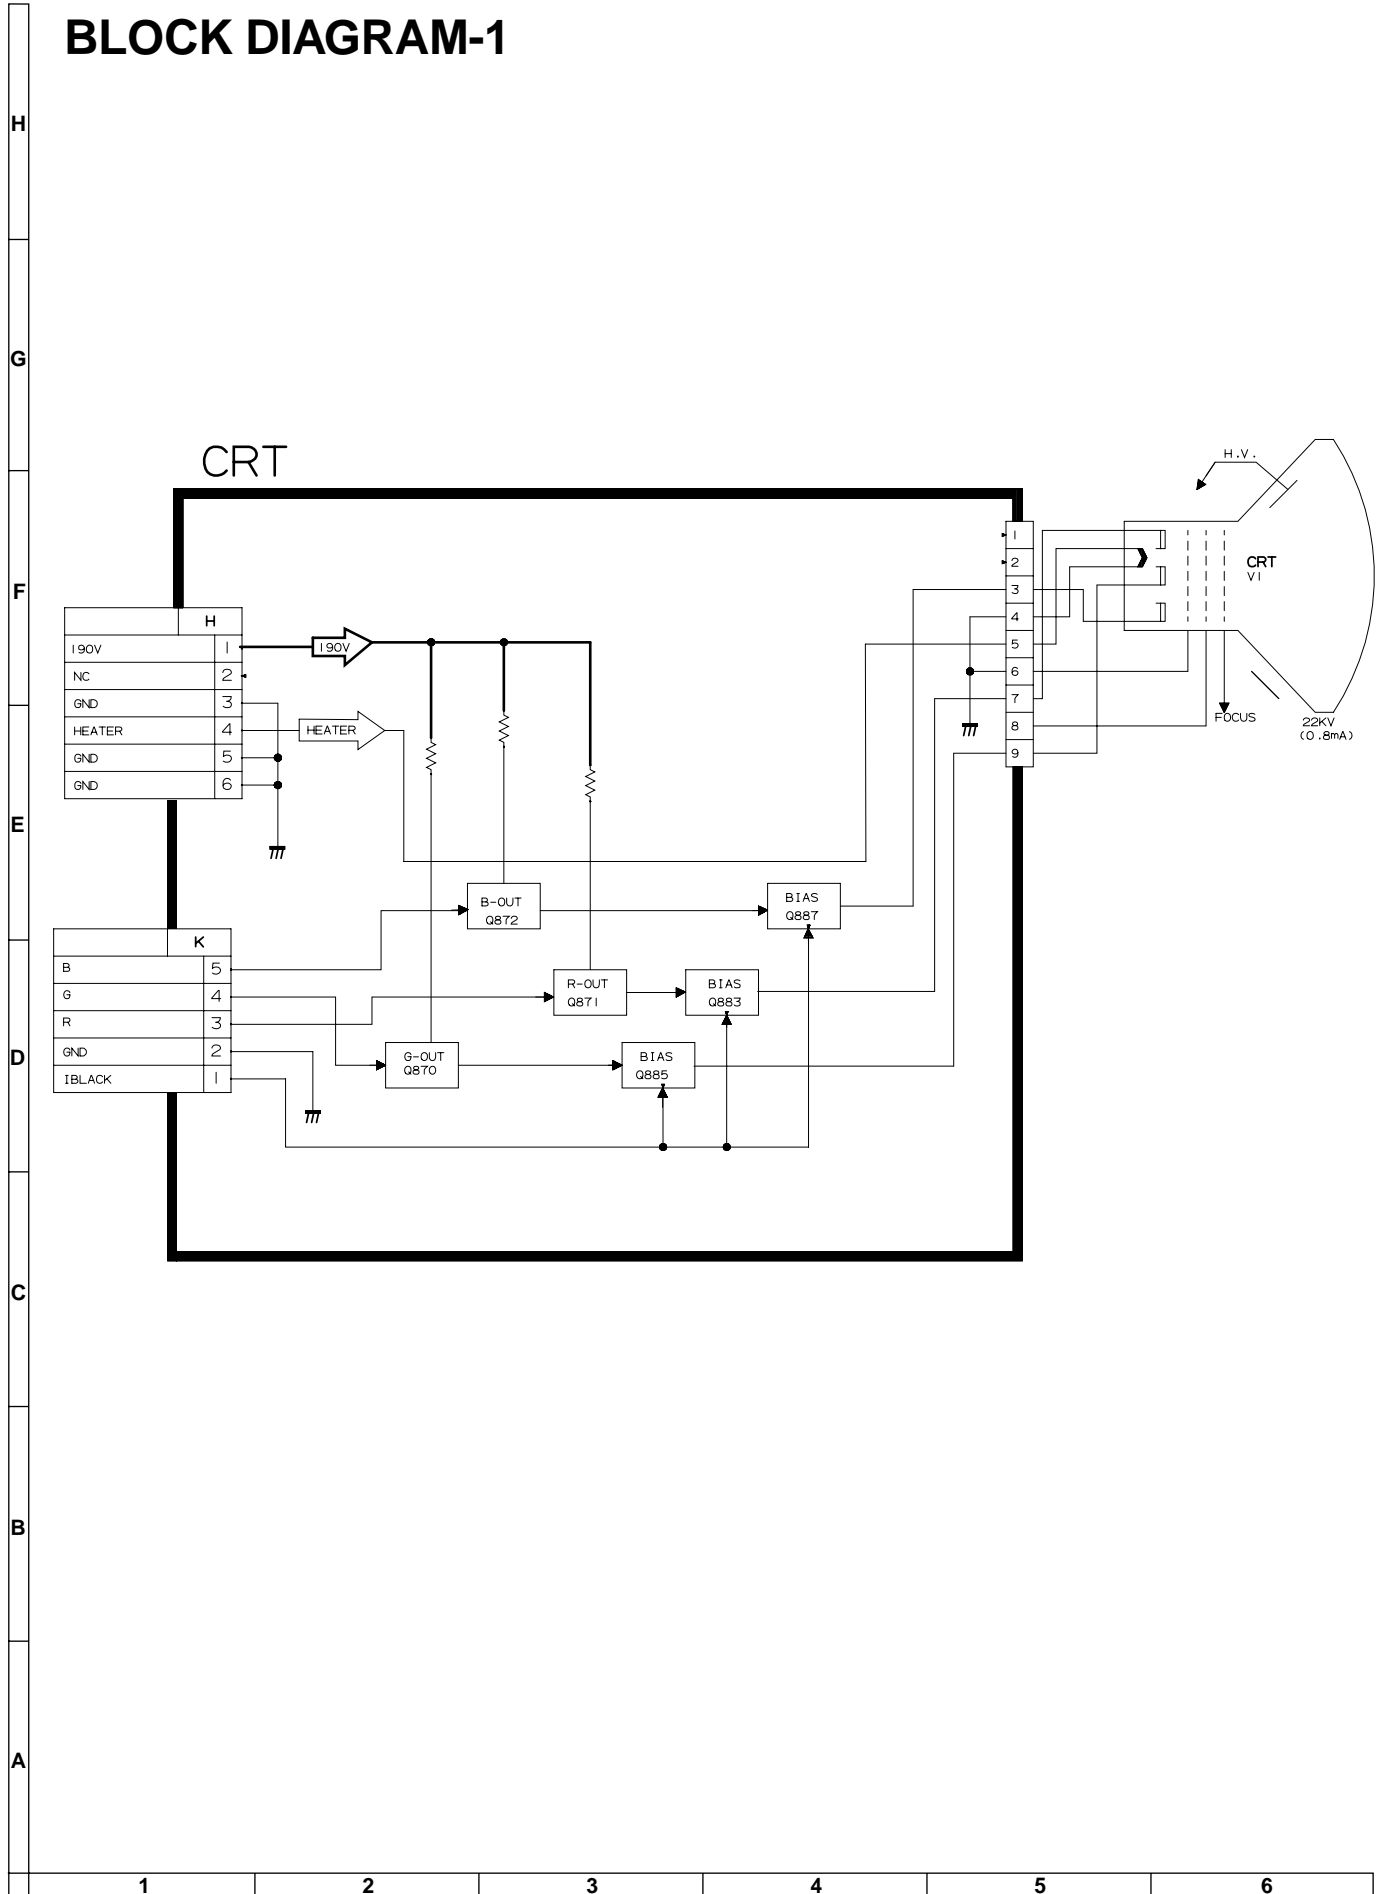 BLOCK DIAGRAM-1
H
G
CRT
H.V.
F
1
2
3
4
5
6
7
8
9
CRT
V1
FOCUS
22KV
(0.8mA)
H
190V 1
190V
NC 2
GND 3
HEATER 4
HEATER
GND 5
GND 6
E
B-OUT
Q872
BIAS
Q887
K
B 5
G 4
R 3
GND 2
IBLACK 1
R-OUT
Q871
BIAS
Q883
D
G-OUT
Q870
BIAS
Q885
C
B
A
1 2 3 4 5 6